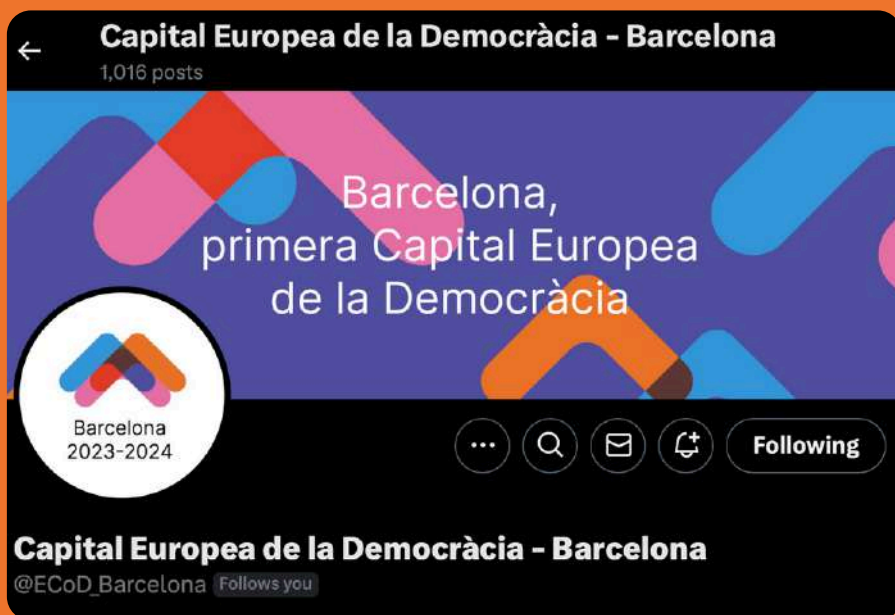 Capital Europea de la Democràcia - Barcelona
1,016 posts
Barcelona,
primera Capital Europea
de la Democràcia
Barcelona
2023-2024
Following
Capital Europea de la Democràcia - Barcelona
@ECoD_Barcelona Follows you